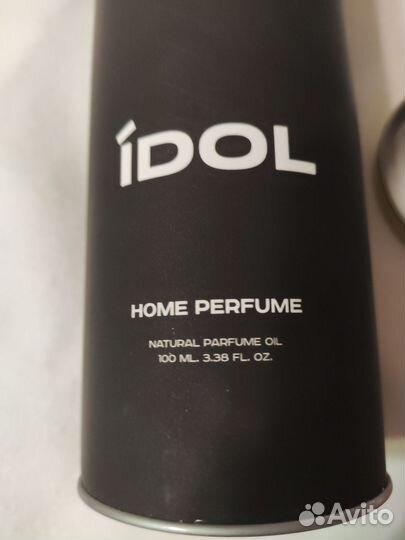 íDOL
HOME PERFUME
NATURAL PARFUME OIL
100 ML. 3.38 FL. OZ.
Avito